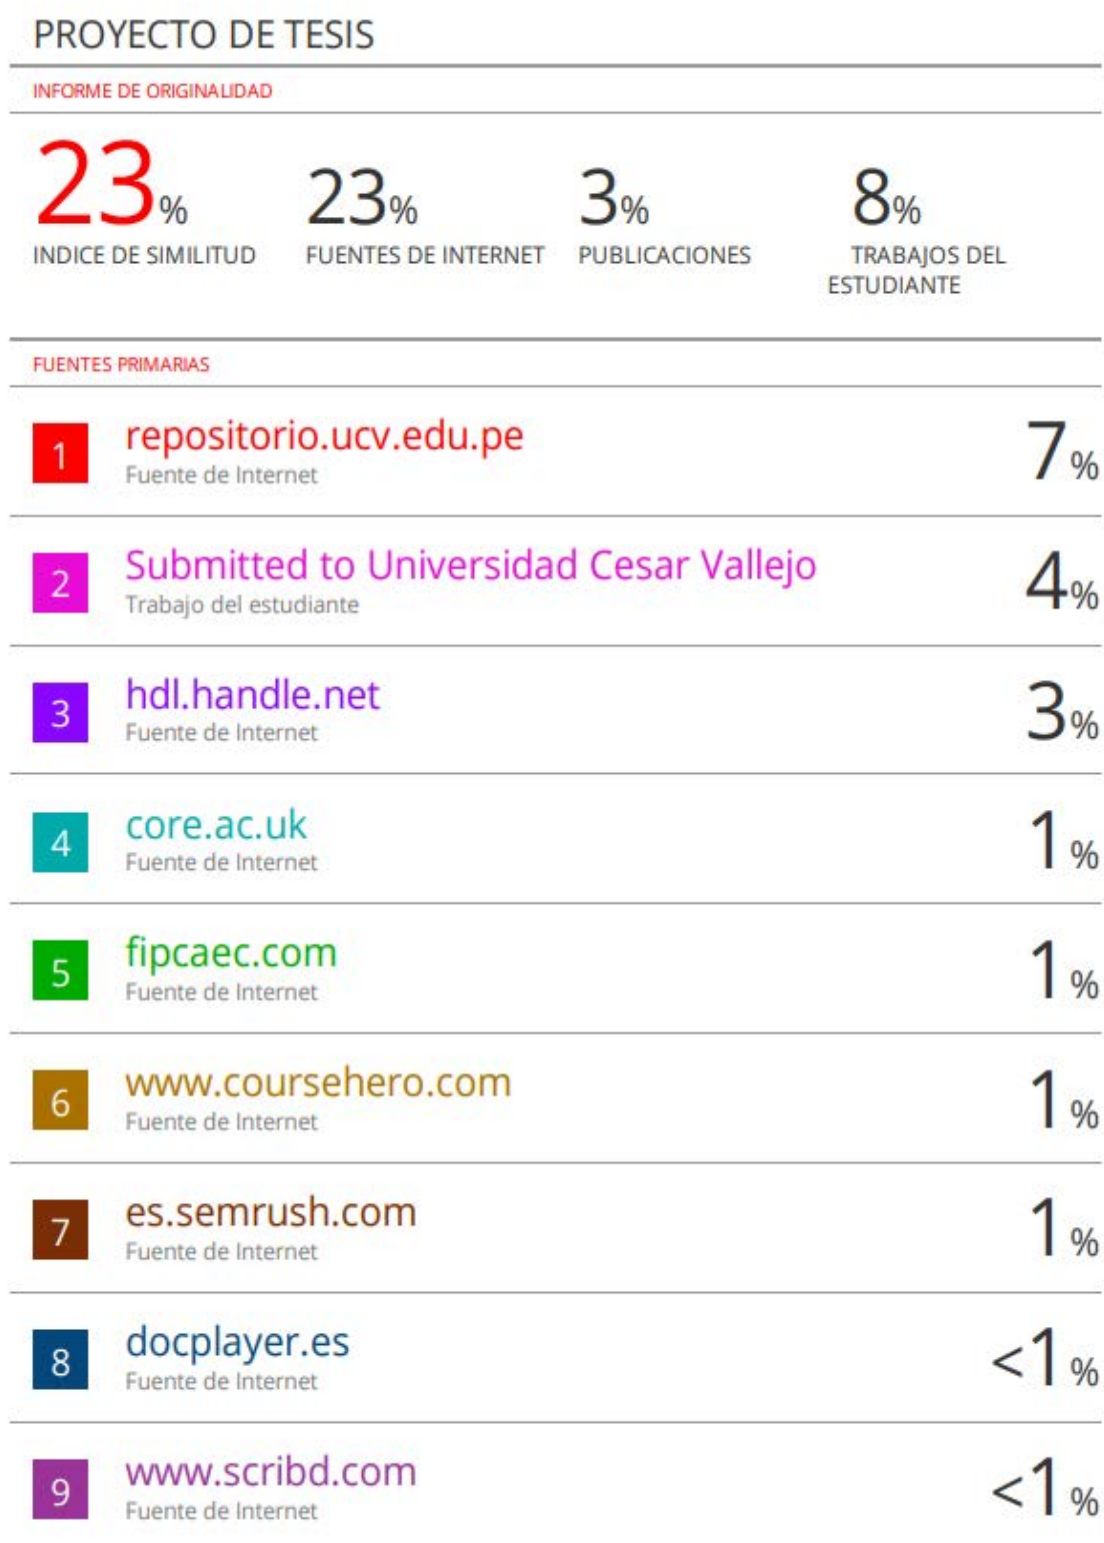 PROYECTO DE TESIS
INFORME DE ORIGINALIDAD
23% 23% 3% 8%
INDICE DE SIMILITUD FUENTES DE INTERNET PUBLICACIONES TRABAJOS DEL
ESTUDIANTE
FUENTES PRIMARIAS
1 repositorio.ucv.edu.pe 7%
Fuente de Internet
2 Submitted to Universidad Cesar Vallejo 4%
Trabajo del estudiante
3 hdl.handle.net 3%
Fuente de Internet
4 core.ac.uk 1%
Fuente de Internet
5 fipcaec.com 1%
Fuente de Internet
6 www.coursehero.com 1%
Fuente de Internet
7 es.semrush.com 1%
Fuente de Internet
8 docplayer.es <1%
Fuente de Internet
9 www.scribd.com <1%
Fuente de Internet